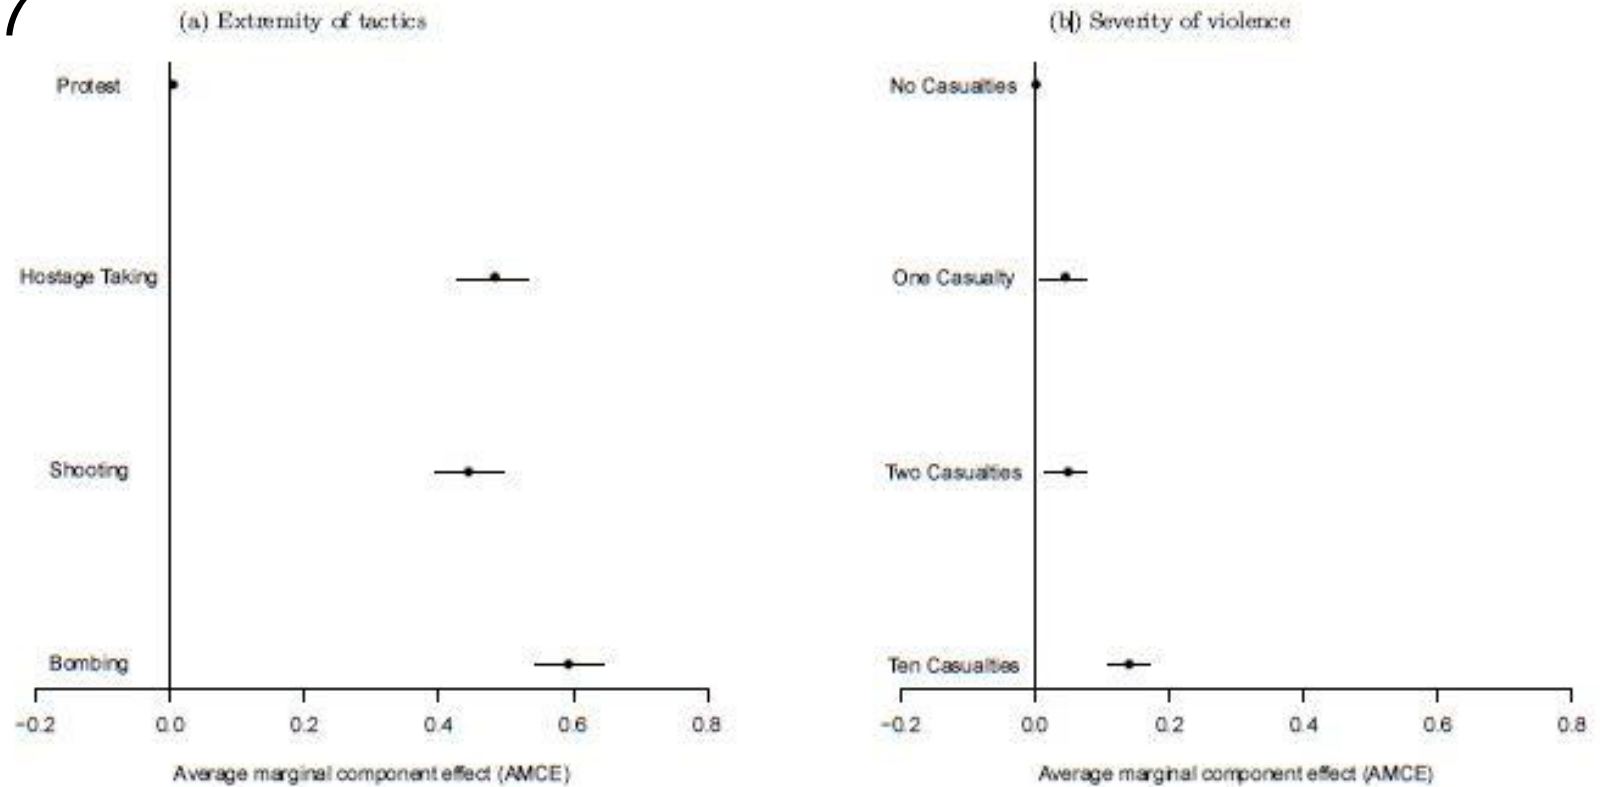 7
(a) Extremity of tactics
Protest
Hostage Taking
Shooting
Bombing
−0.2 0.0 0.2 0.4 0.6 0.8
Average marginal component effect (AMCE)
(b) Severity of violence
No Casualties
One Casualty
Two Casualties
Ten Casualties
−0.2 0.0 0.2 0.4 0.6 0.8
Average marginal component effect (AMCE)